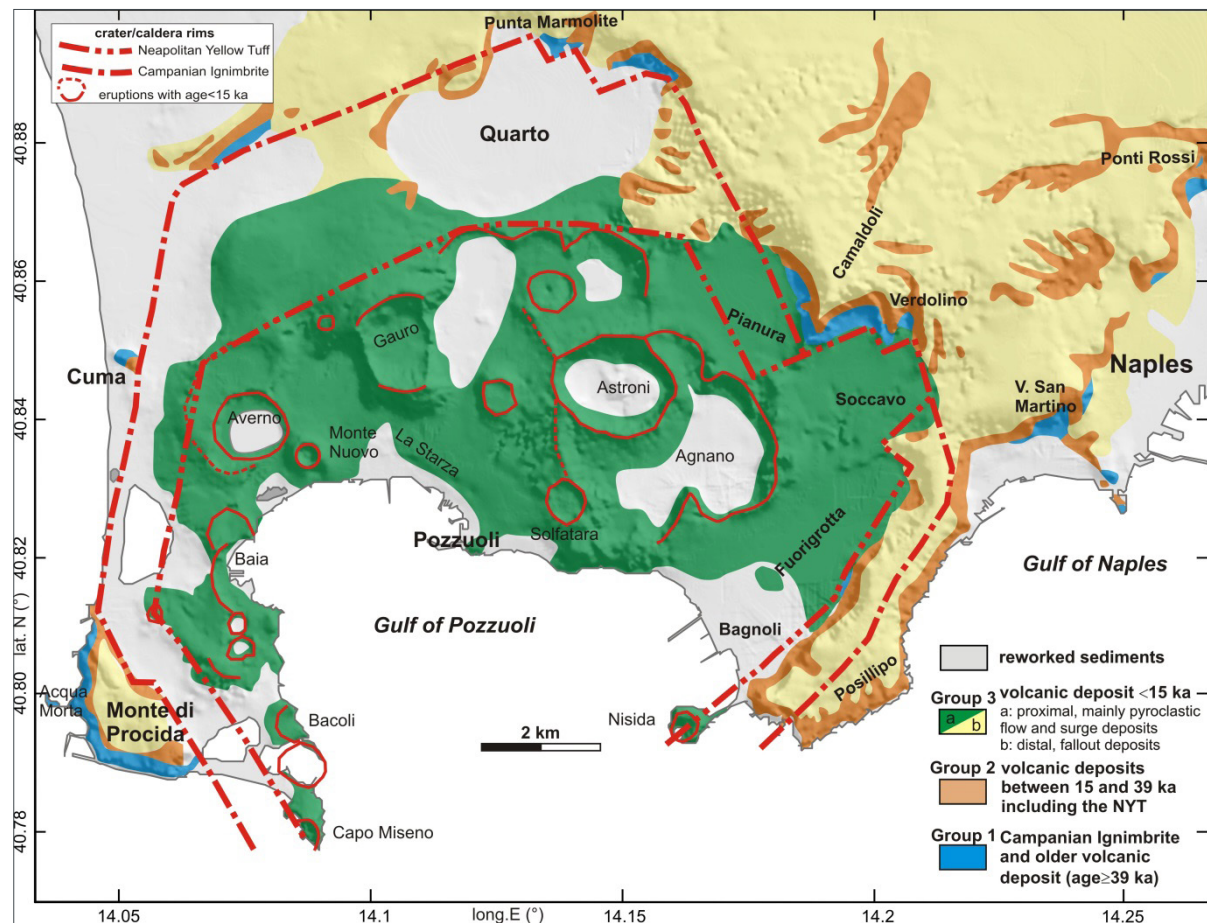 crater/caldera rims
Neapolitan Yellow Tuff
Campanian Ignimbrite
eruptions with age<15 ka
Punta Marmolite
Quarto
Ponti Rossi
Camaldoli
Verdolino
Pianura
Gauro
Cuma
Naples
Astroni
Soccavo
V. San
Martino
Averno
Monte
Nuovo
La Starza
Agnano
Solfatara
Pozzuoli
Fuorigrotta
Baia
Gulf of Naples
Gulf of Pozzuoli
Bagnoli
Posillipo
Acqua
Morta
Monte di
Procida
Bacoli
Nisida
2 km
Capo Miseno
reworked sediments
Group 3 volcanic deposit <15 ka
a b
a: proximal, mainly pyroclastic
flow and surge deposits
b: distal, fallout deposits
Group 2 volcanic deposits
between 15 and 39 ka
including the NYT
Group 1 Campanian Ignimbrite
and older volcanic
deposit (age≥39 ka)
40.88
40.86
40.84
40.82
40.80
40.78
lat. N (°)
14.05
14.1
long.E (°)
14.15
14.2
14.25